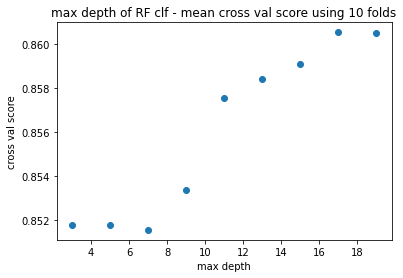 max depth of RF clf - mean cross val score using 10 folds
0.860
0.858
0.856
0.854
0.852
cross val score
4 6 8 10 12 14 16 18
max depth